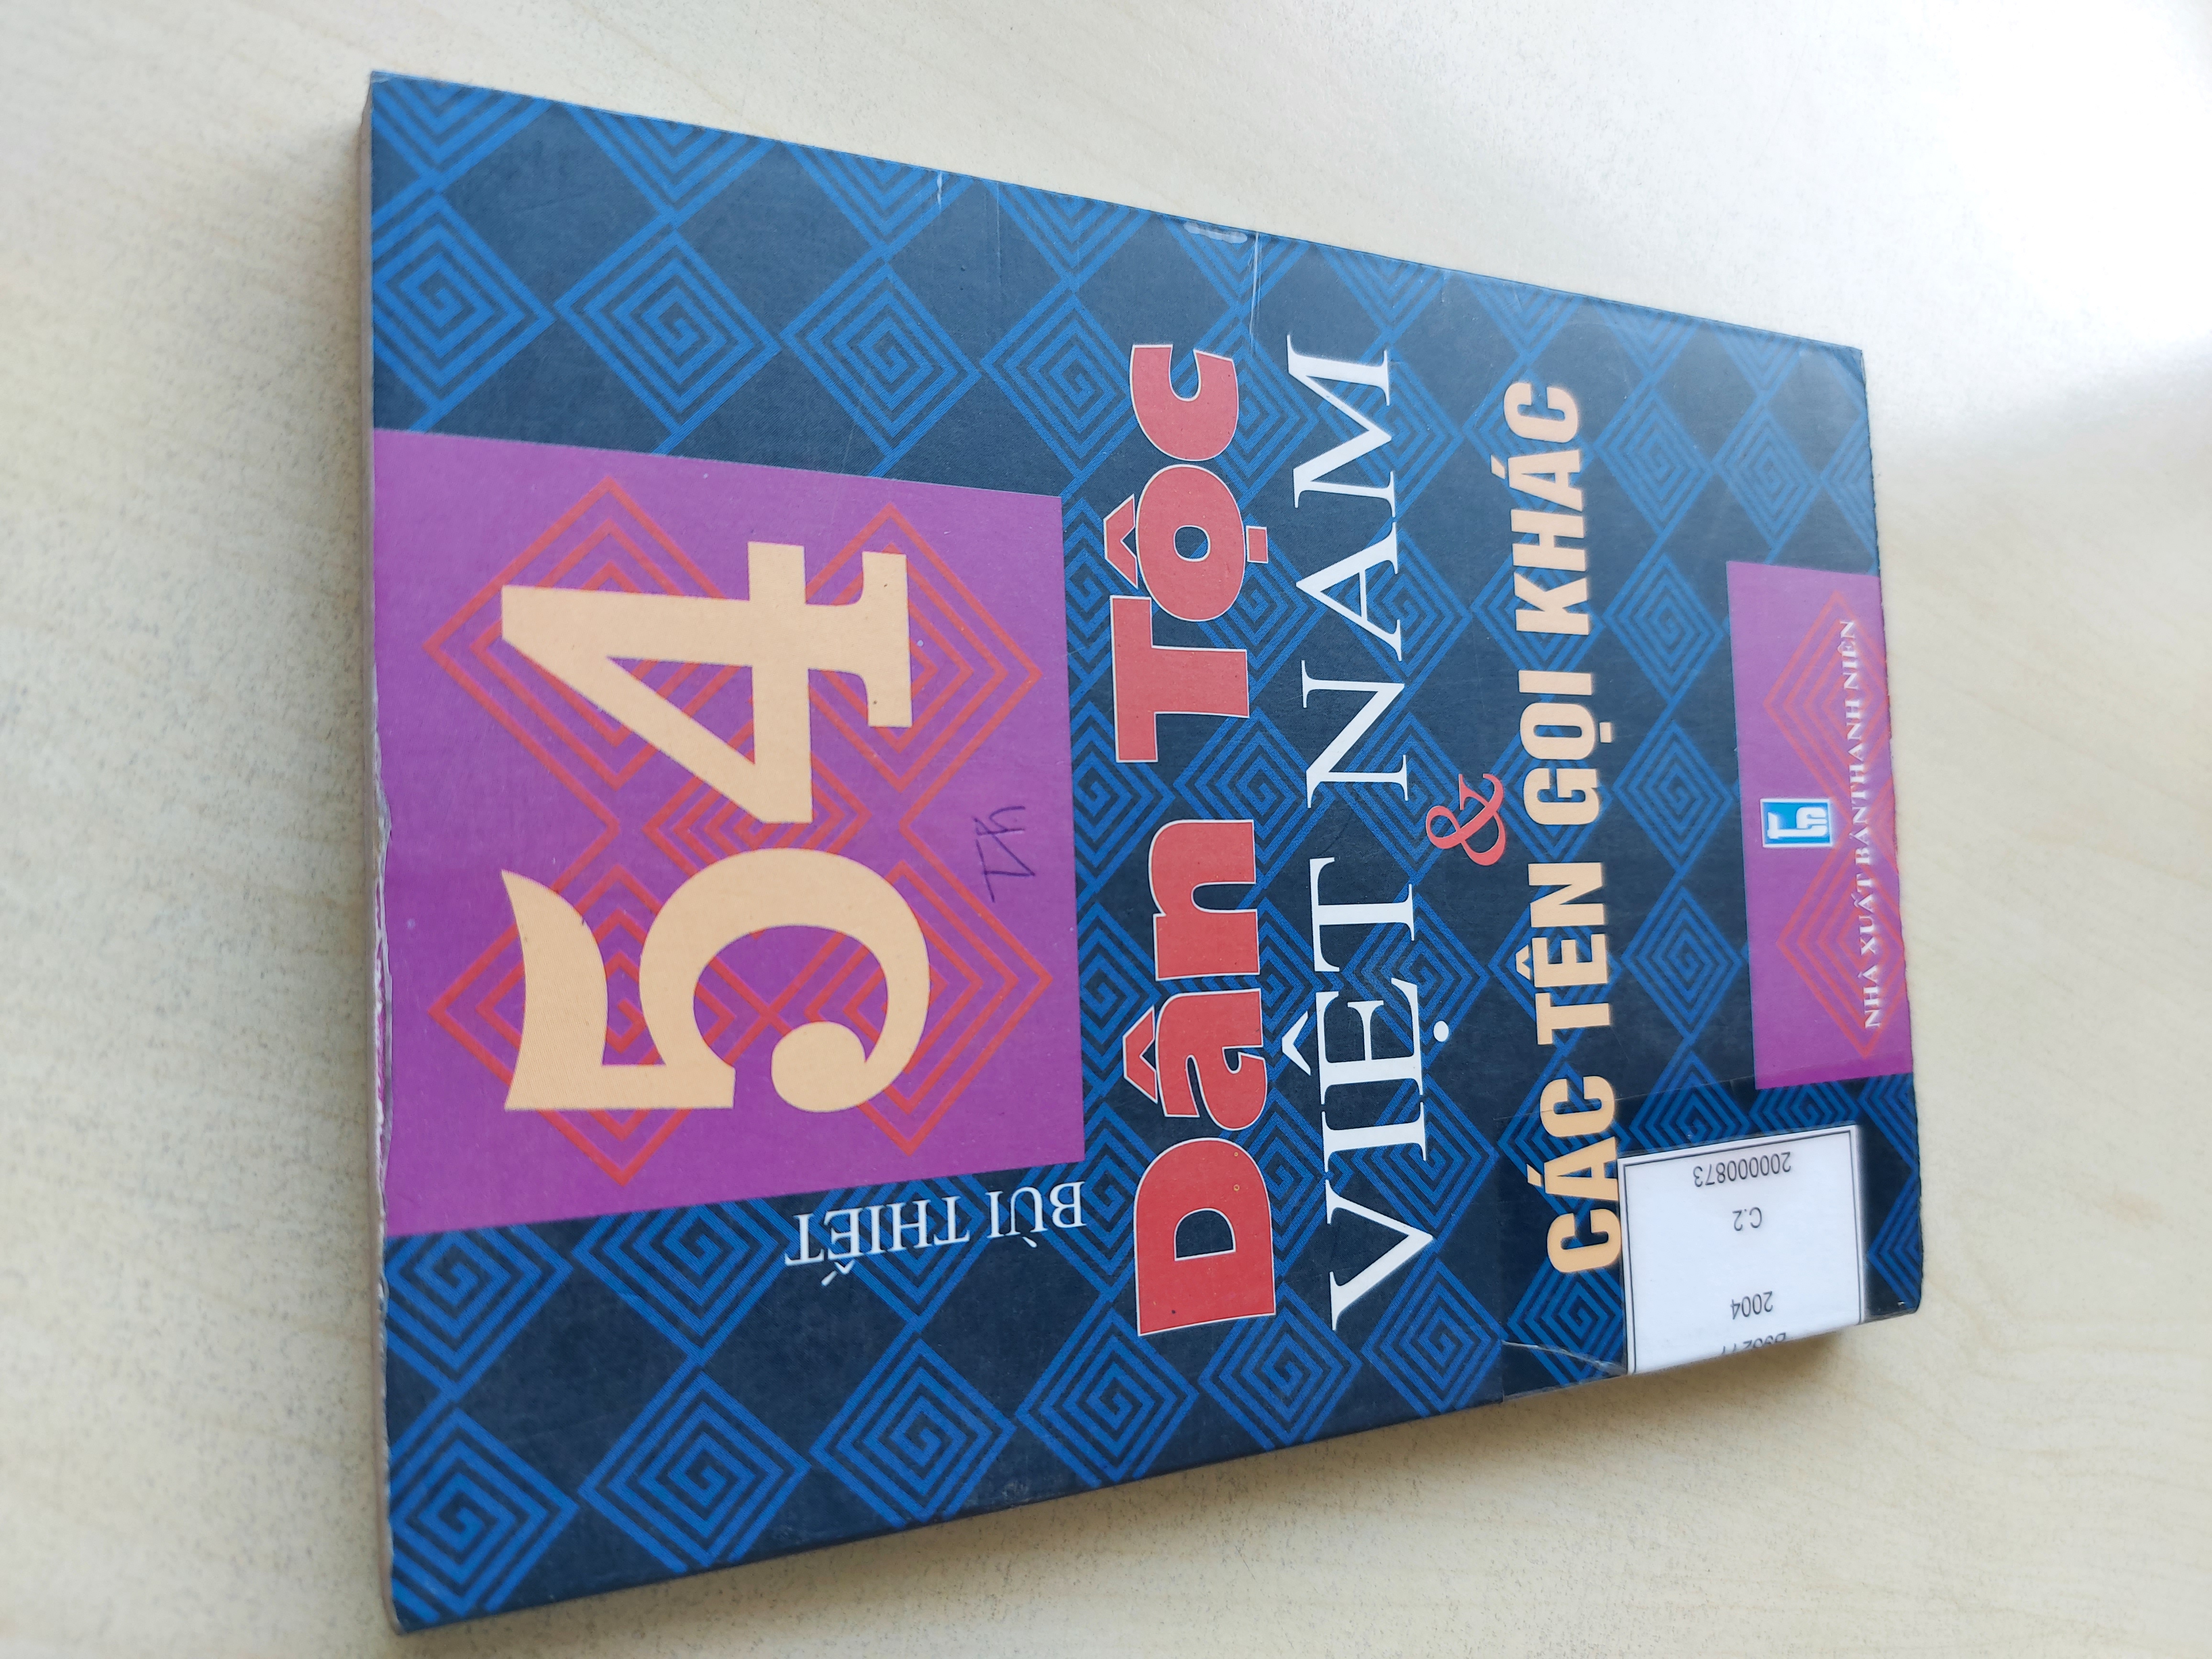 54
BÙI THIẾT
Dân Tộc
VIỆT NAM
&
CÁC TÊN GỌI KHÁC
2004
C.2
200000873
NHÀ XUẤT BẢN THANH NIÊN